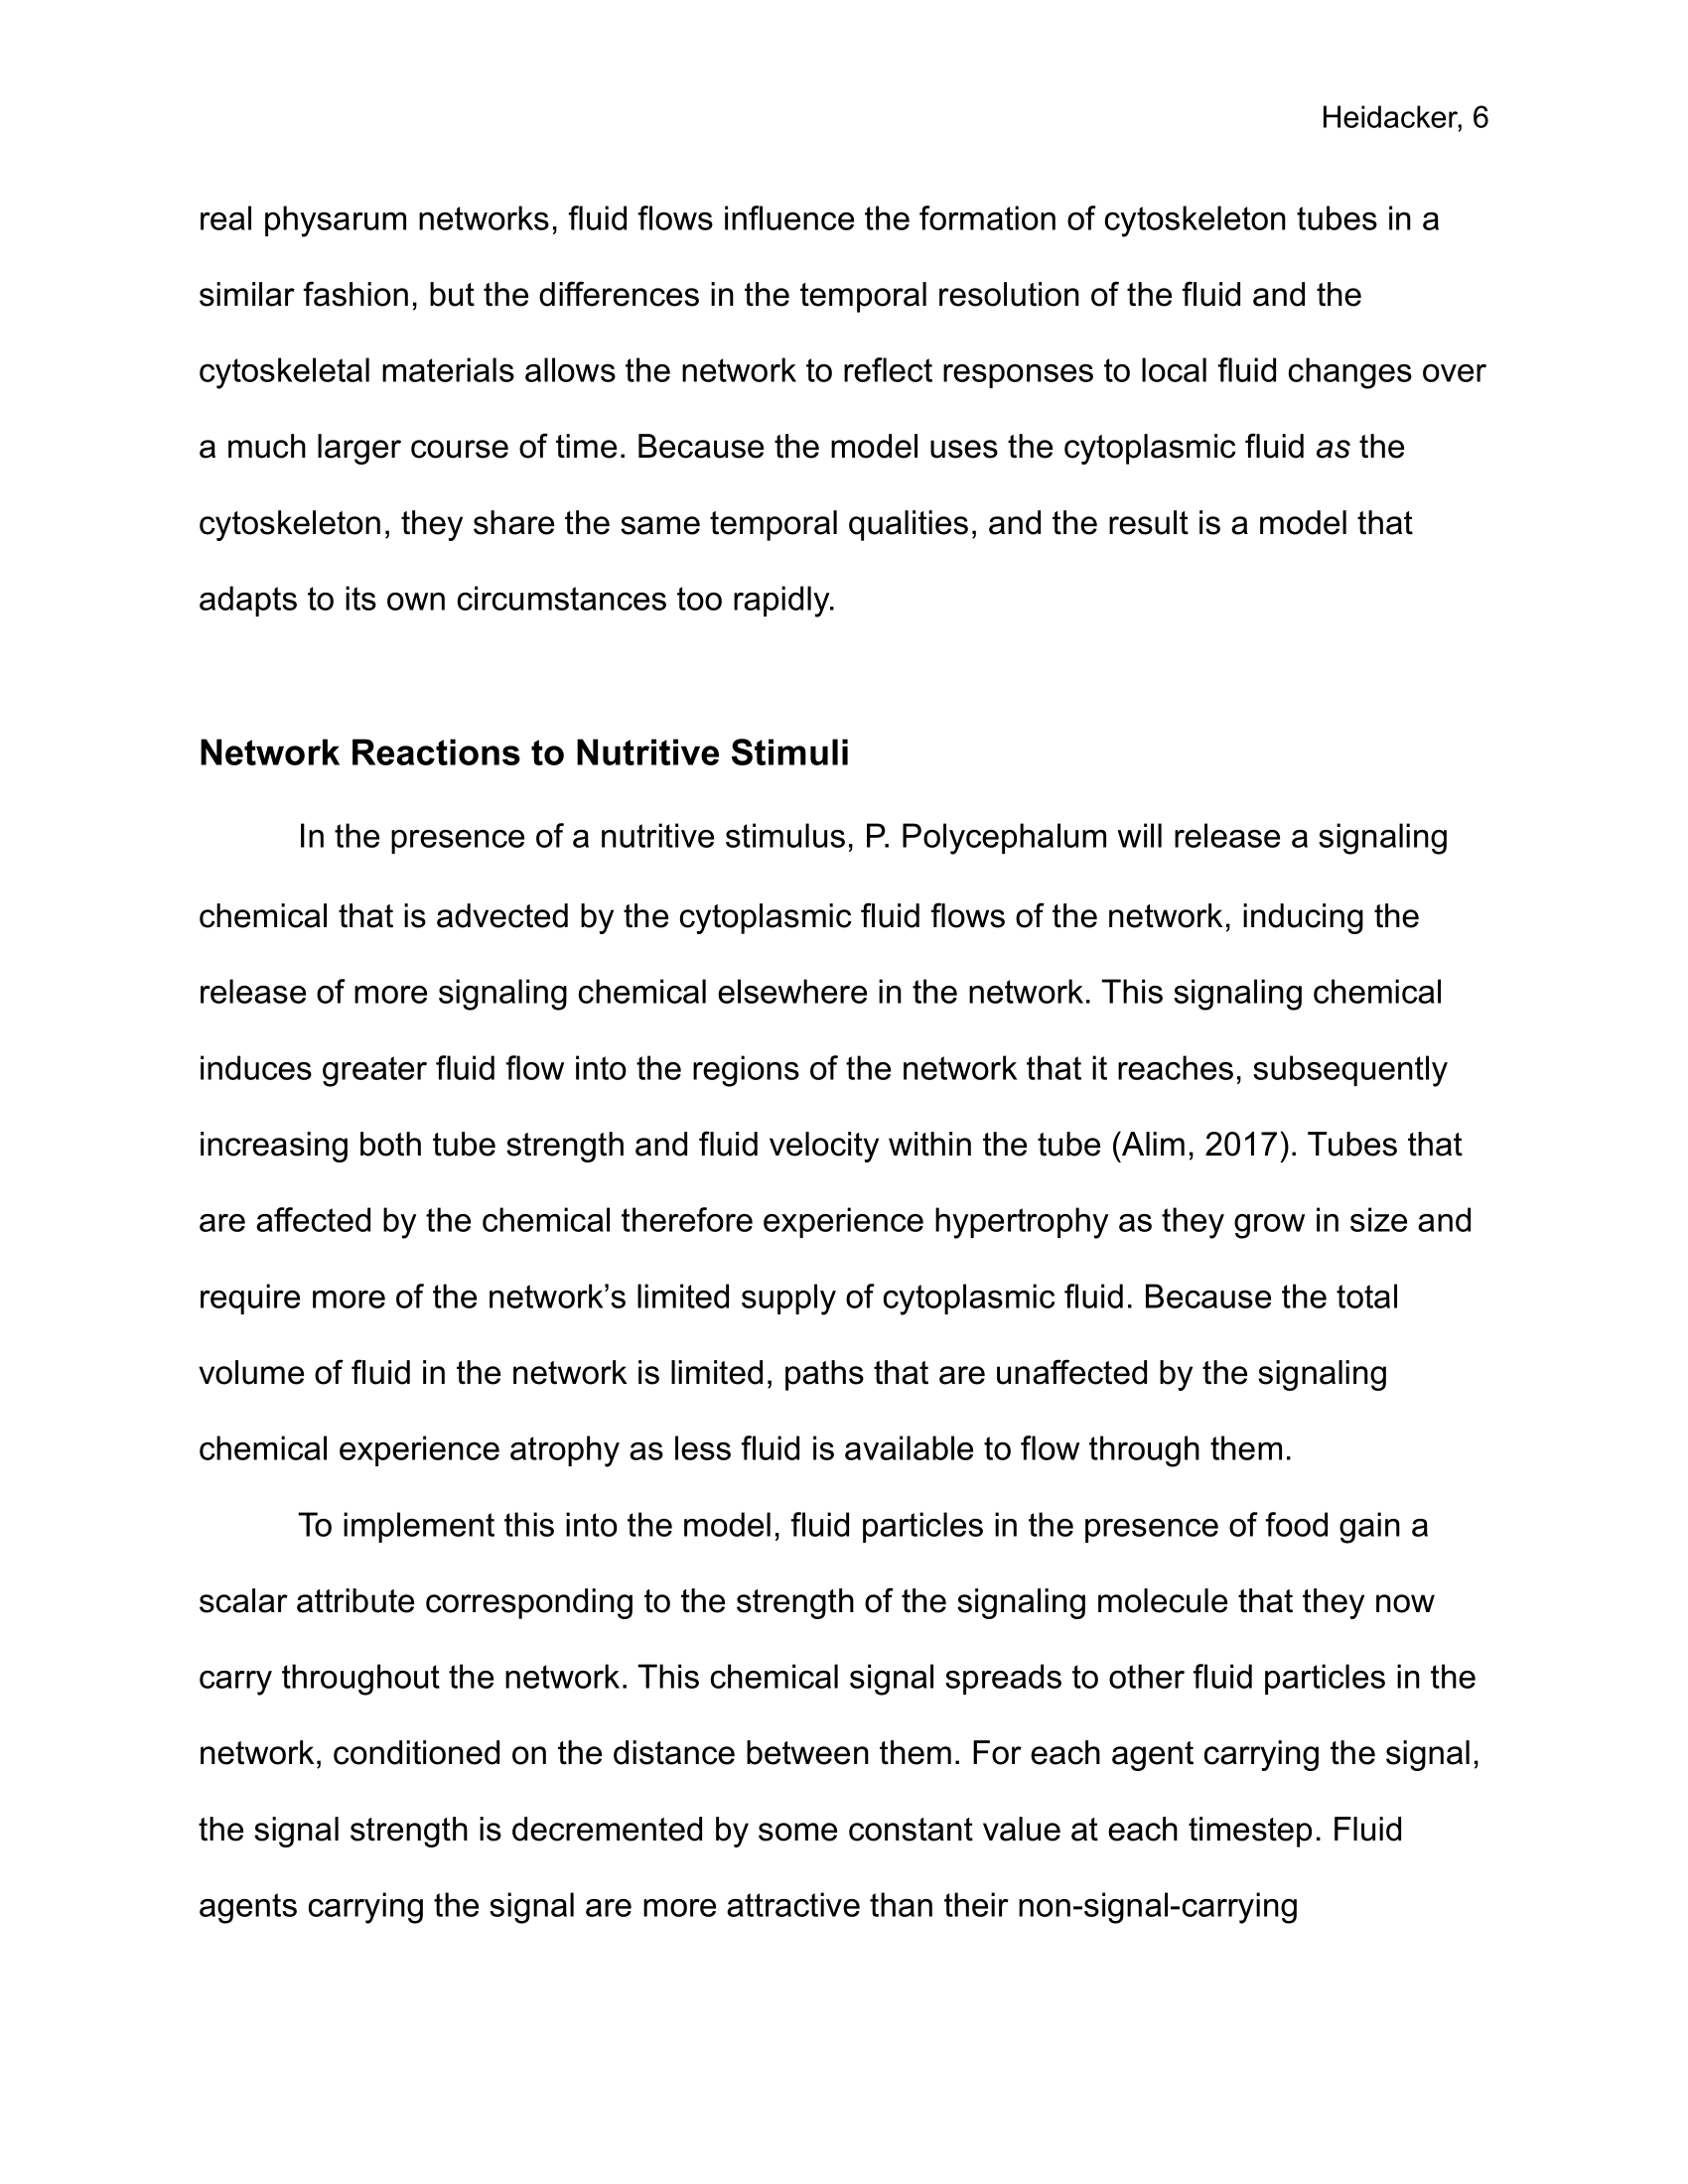 Heidacker, 6
real physarum networks, fluid flows influence the formation of cytoskeleton tubes in a
similar fashion, but the differences in the temporal resolution of the fluid and the
cytoskeletal materials allows the network to reflect responses to local fluid changes over
a much larger course of time. Because the model uses the cytoplasmic fluid as the
cytoskeleton, they share the same temporal qualities, and the result is a model that
adapts to its own circumstances too rapidly.
Network Reactions to Nutritive Stimuli
In the presence of a nutritive stimulus, P. Polycephalum will release a signaling
chemical that is advected by the cytoplasmic fluid flows of the network, inducing the
release of more signaling chemical elsewhere in the network. This signaling chemical
induces greater fluid flow into the regions of the network that it reaches, subsequently
increasing both tube strength and fluid velocity within the tube (Alim, 2017). Tubes that
are affected by the chemical therefore experience hypertrophy as they grow in size and
require more of the network’s limited supply of cytoplasmic fluid. Because the total
volume of fluid in the network is limited, paths that are unaffected by the signaling
chemical experience atrophy as less fluid is available to flow through them.
To implement this into the model, fluid particles in the presence of food gain a
scalar attribute corresponding to the strength of the signaling molecule that they now
carry throughout the network. This chemical signal spreads to other fluid particles in the
network, conditioned on the distance between them. For each agent carrying the signal,
the signal strength is decremented by some constant value at each timestep. Fluid
agents carrying the signal are more attractive than their non-signal-carrying